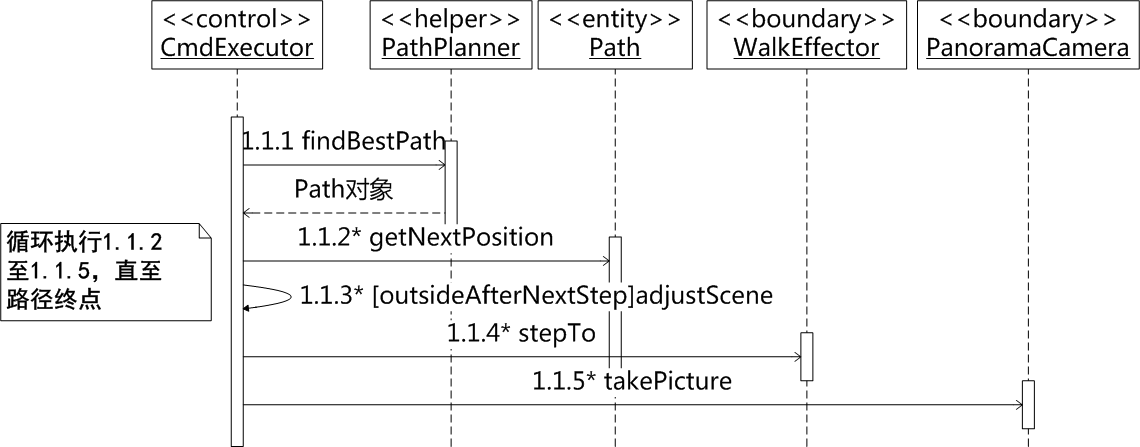 <<control>>
CmdExecutor
<<helper>>
PathPlanner
<<entity>>
Path
<<boundary>>
WalkEffector
<<boundary>>
PanoramaCamera
1.1.1 findBestPath
Path对象
循环执行1.1.2
至1.1.5，直至
路径终点
1.1.2* getNextPosition
1.1.3* [outsideAfterNextStep]adjustScene
1.1.4* stepTo
1.1.5* takePicture